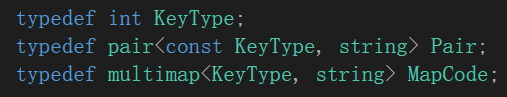 typedef int KeyType;
typedef pair<const KeyType, string> Pair;
typedef multimap<KeyType, string> MapCode;